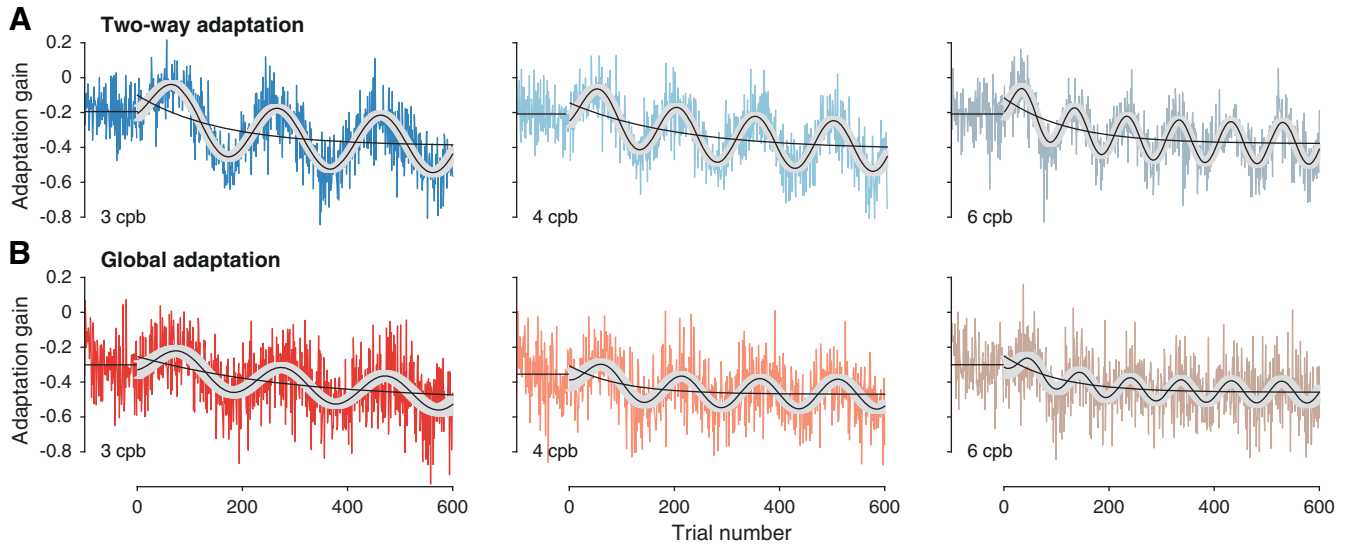 A
Two-way adaptation
Adaptation gain
0.2
0
-0.2
-0.4
-0.6
-0.8
3 cpb
4 cpb
6 cpb
B
Global adaptation
Adaptation gain
0.2
0
-0.2
-0.4
-0.6
-0.8
3 cpb
4 cpb
6 cpb
0 200 400 600
0 200 400 600
0 200 400 600
Trial number